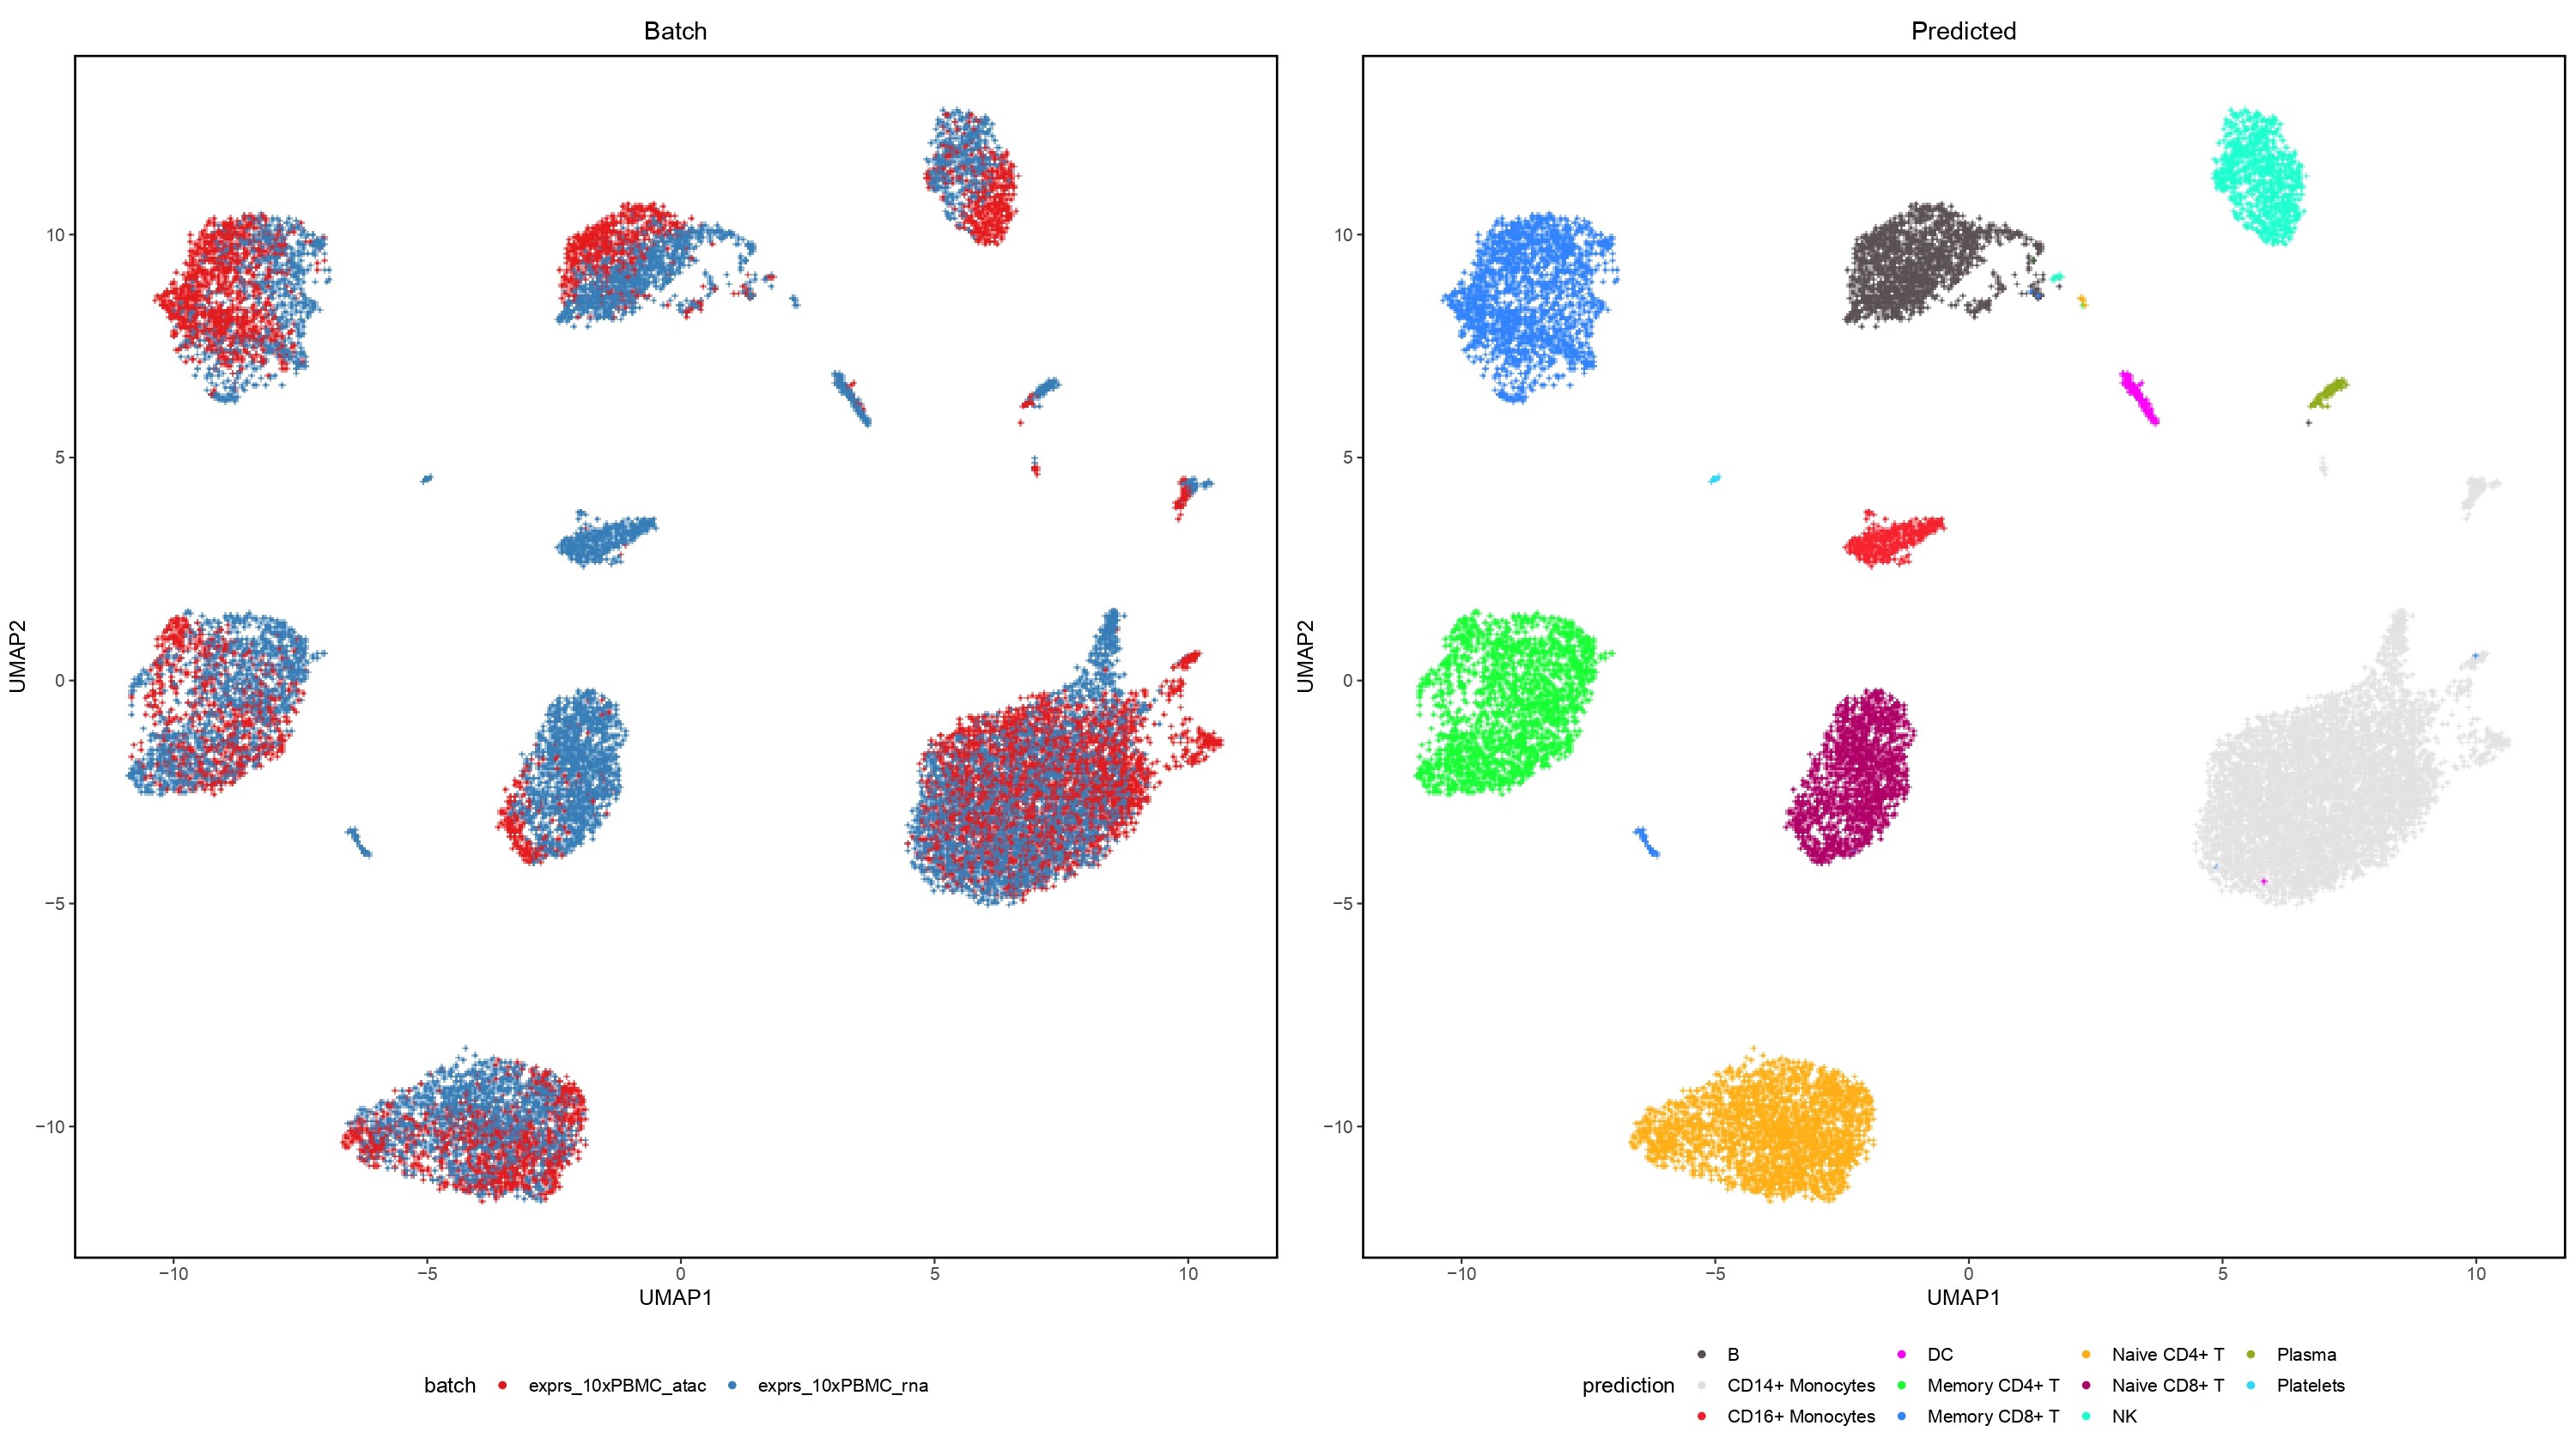 Batch
Predicted
10
5
0
−5
−10
UMAP2
−10
−5
0
5
10
UMAP1
10
5
0
−5
−10
UMAP2
−10
−5
0
5
10
UMAP1
batch exprs_10xPBMC_atac exprs_10xPBMC_rna
prediction
B DC Naive CD4+ T Plasma
CD14+ Monocytes Memory CD4+ T Naive CD8+ T Platelets
CD16+ Monocytes Memory CD8+ T NK